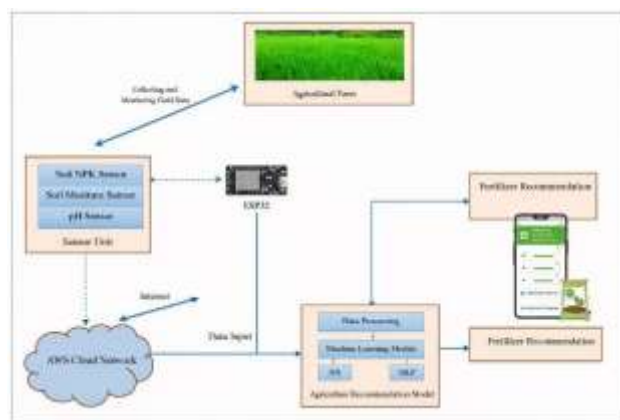 Agricultural Farm
Collecting and
Monitoring Field Data
Soil NPK Sensor
Soil Moisture Sensor
pH Sensor
Sensor Unit
ESP32
Fertilizer Recommendation
Internet
AWS Cloud Network
Data Input
Data Processing
Machine Learning Module
Agriculture Recommendation Model
Fertilizer Recommendation